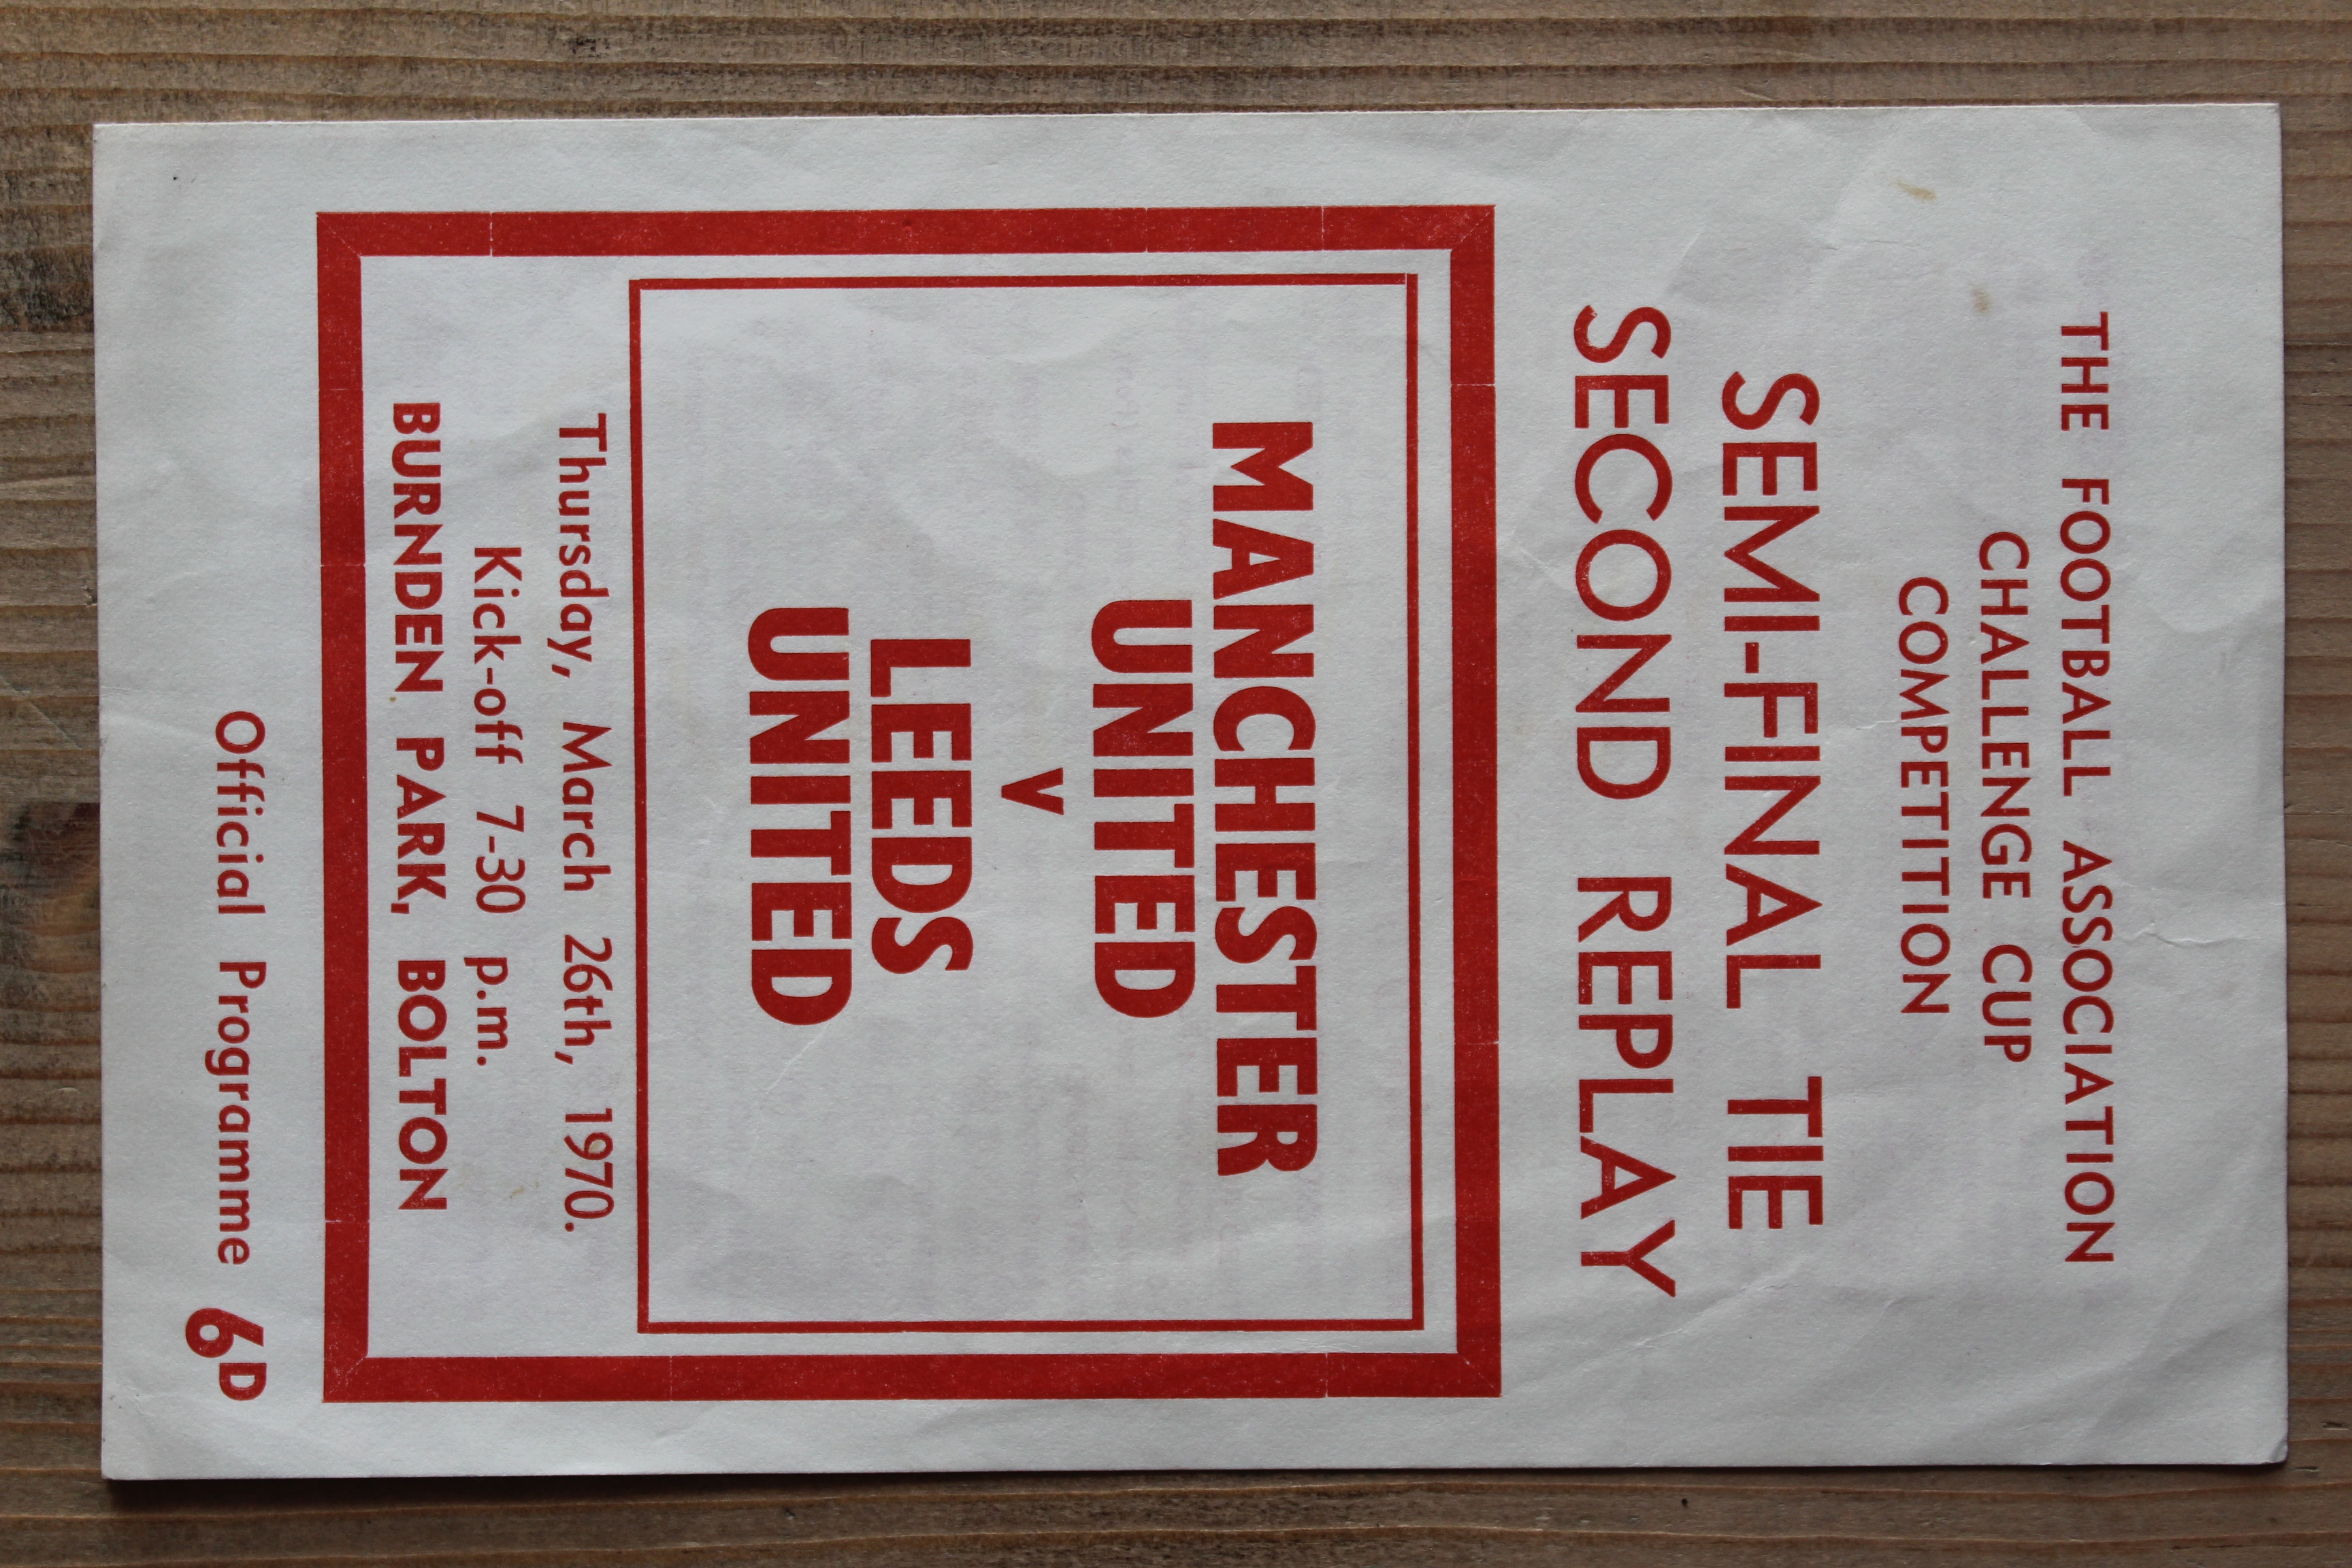 THE FOOTBALL ASSOCIATION
CHALLENGE CUP
COMPETITION
SEMI-FINAL TIE
SECOND REPLAY
MANCHESTER
UNITED
V
LEEDS
UNITED
Thursday, March 26th, 1970.
Kick-off 7-30 p.m.
BURNDEN PARK, BOLTON
Official Programme 6D